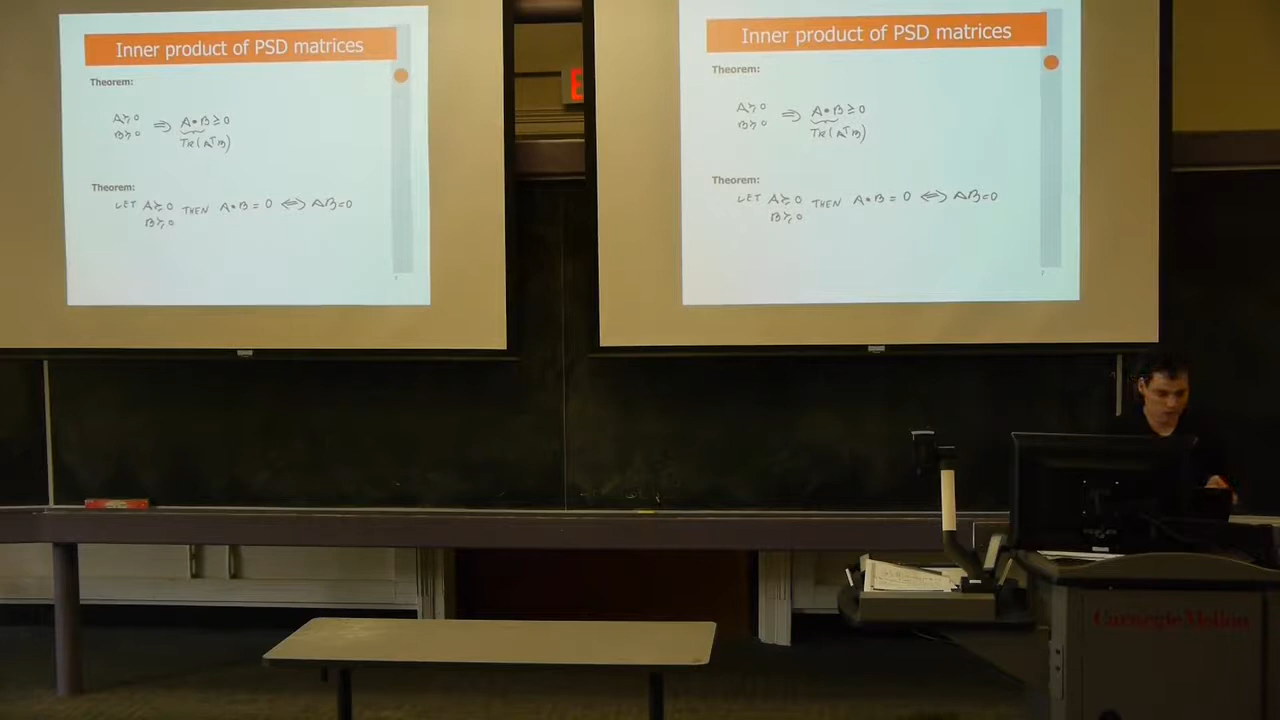 Inner product of PSD matrices
Theorem:
A≽0
B≽0 ⇒ A•B≥0
TR(AᵀB)
Theorem:
LET A≽0 THEN A•B=0 ⇔ AB=0
B≽0
7
Inner product of PSD matrices
Theorem:
A≽0
B≽0 ⇒ A•B≥0
TR(AᵀB)
Theorem:
LET A≽0 THEN A•B=0 ⇔ AB=0
B≽0
7
E
Carnegie Mellon